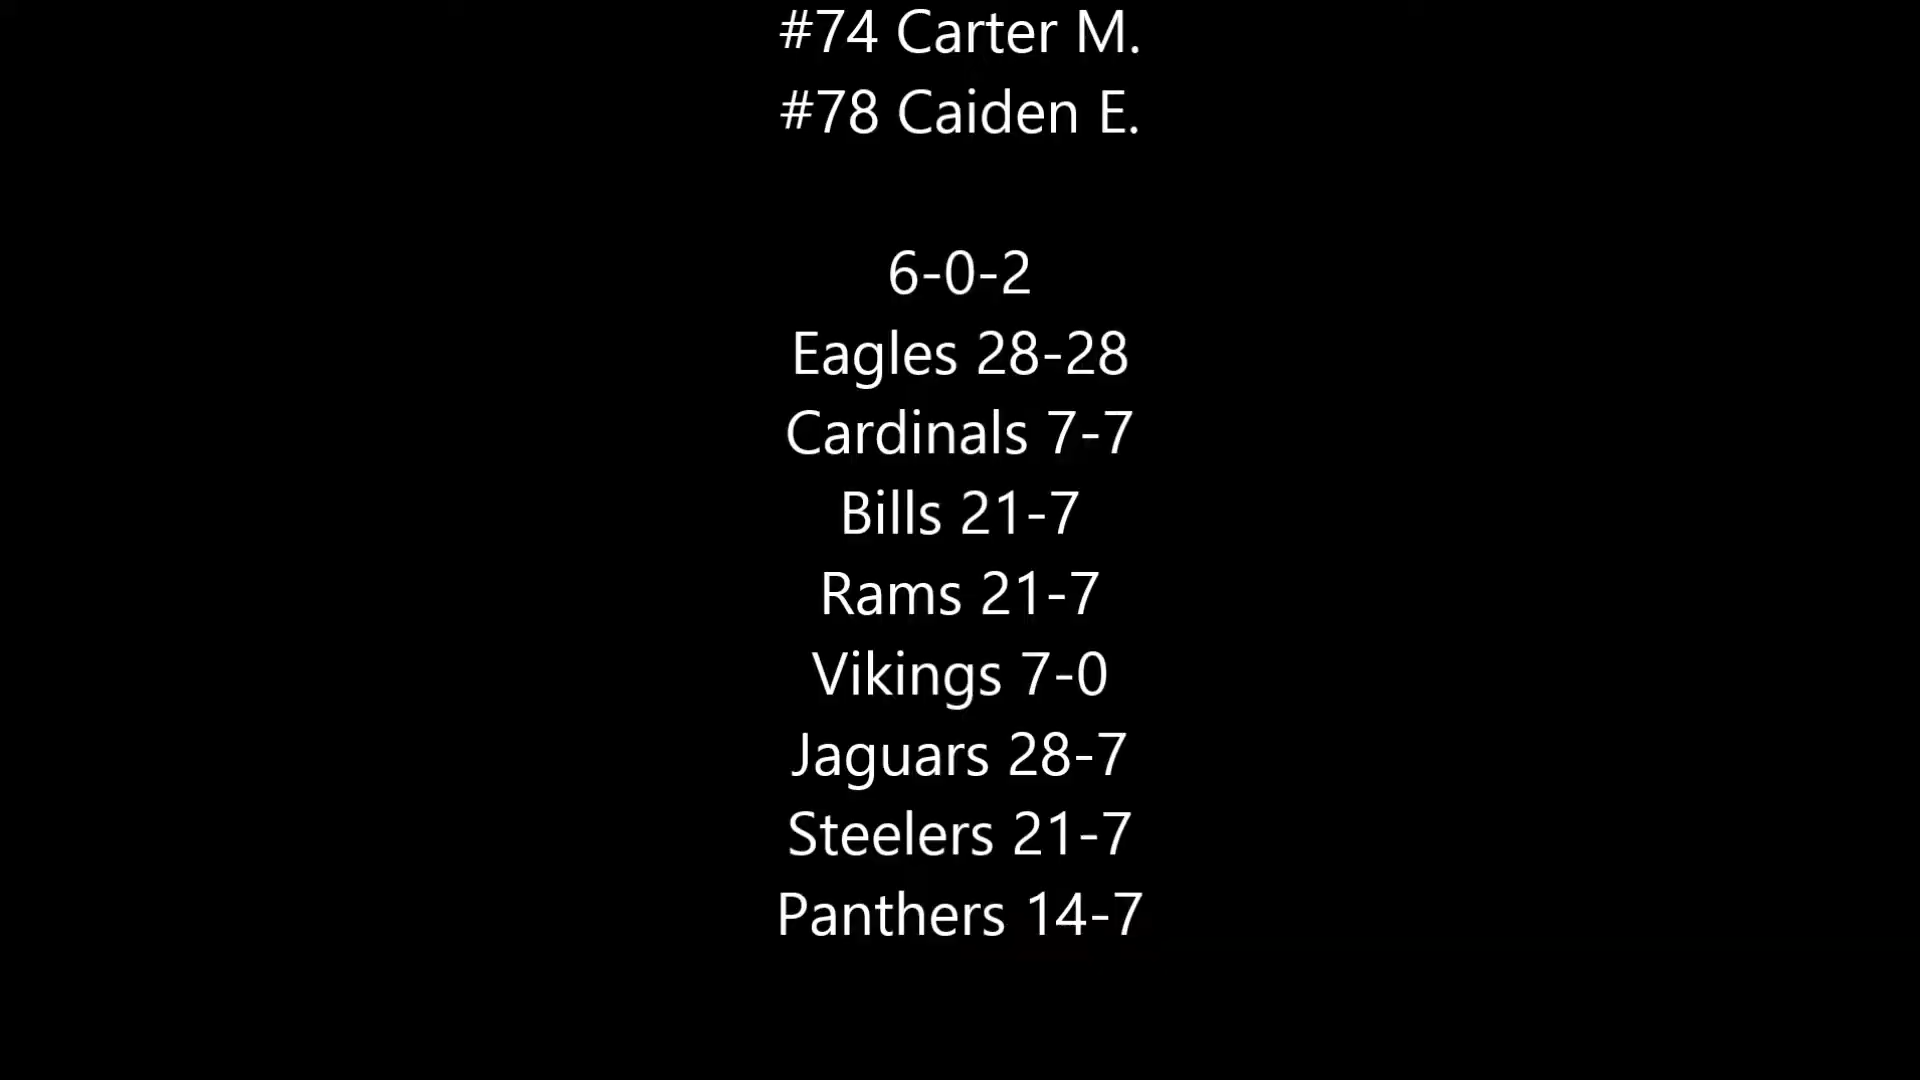 #74 Carter M.
#78 Caiden E.
6-0-2
Eagles 28-28
Cardinals 7-7
Bills 21-7
Rams 21-7
Vikings 7-0
Jaguars 28-7
Steelers 21-7
Panthers 14-7